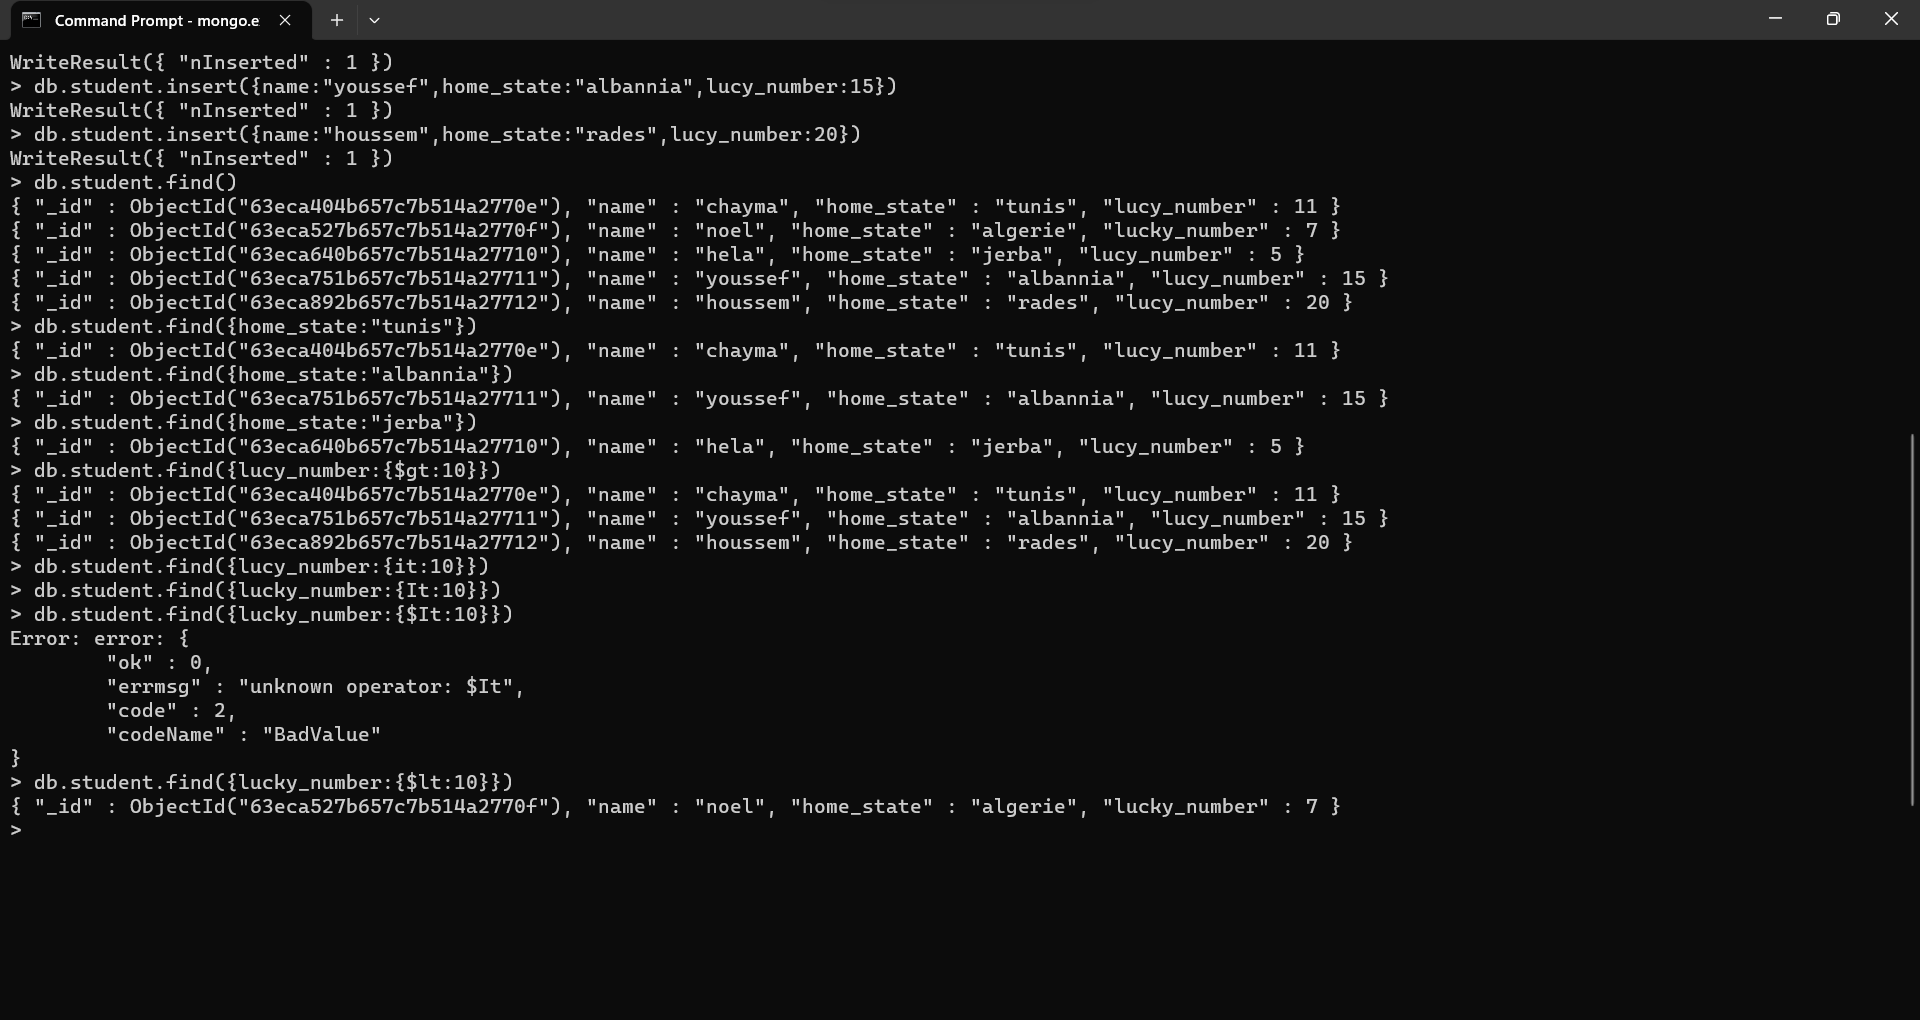 Command Prompt - mongo.e
WriteResult({ "nInserted" : 1 })
> db.student.insert({name:"youssef",home_state:"albannia",lucy_number:15})
WriteResult({ "nInserted" : 1 })
> db.student.insert({name:"houssem",home_state:"rades",lucy_number:20})
WriteResult({ "nInserted" : 1 })
> db.student.find()
{ "_id" : ObjectId("63eca404b657c7b514a2770e"), "name" : "chayma", "home_state" : "tunis", "lucy_number" : 11 }
{ "_id" : ObjectId("63eca527b657c7b514a2770f"), "name" : "noel", "home_state" : "algerie", "lucky_number" : 7 }
{ "_id" : ObjectId("63eca640b657c7b514a27710"), "name" : "hela", "home_state" : "jerba", "lucy_number" : 5 }
{ "_id" : ObjectId("63eca751b657c7b514a27711"), "name" : "youssef", "home_state" : "albannia", "lucy_number" : 15 }
{ "_id" : ObjectId("63eca892b657c7b514a27712"), "name" : "houssem", "home_state" : "rades", "lucy_number" : 20 }
> db.student.find({home_state:"tunis"})
{ "_id" : ObjectId("63eca404b657c7b514a2770e"), "name" : "chayma", "home_state" : "tunis", "lucy_number" : 11 }
> db.student.find({home_state:"albannia"})
{ "_id" : ObjectId("63eca751b657c7b514a27711"), "name" : "youssef", "home_state" : "albannia", "lucy_number" : 15 }
> db.student.find({home_state:"jerba"})
{ "_id" : ObjectId("63eca640b657c7b514a27710"), "name" : "hela", "home_state" : "jerba", "lucy_number" : 5 }
> db.student.find({lucy_number:{$gt:10}})
{ "_id" : ObjectId("63eca404b657c7b514a2770e"), "name" : "chayma", "home_state" : "tunis", "lucy_number" : 11 }
{ "_id" : ObjectId("63eca751b657c7b514a27711"), "name" : "youssef", "home_state" : "albannia", "lucy_number" : 15 }
{ "_id" : ObjectId("63eca892b657c7b514a27712"), "name" : "houssem", "home_state" : "rades", "lucy_number" : 20 }
> db.student.find({lucy_number:{it:10}})
> db.student.find({lucky_number:{It:10}})
> db.student.find({lucky_number:{$It:10}})
Error: error: {
        "ok" : 0,
        "errmsg" : "unknown operator: $It",
        "code" : 2,
        "codeName" : "BadValue"
}
> db.student.find({lucky_number:{$lt:10}})
{ "_id" : ObjectId("63eca527b657c7b514a2770f"), "name" : "noel", "home_state" : "algerie", "lucky_number" : 7 }
>